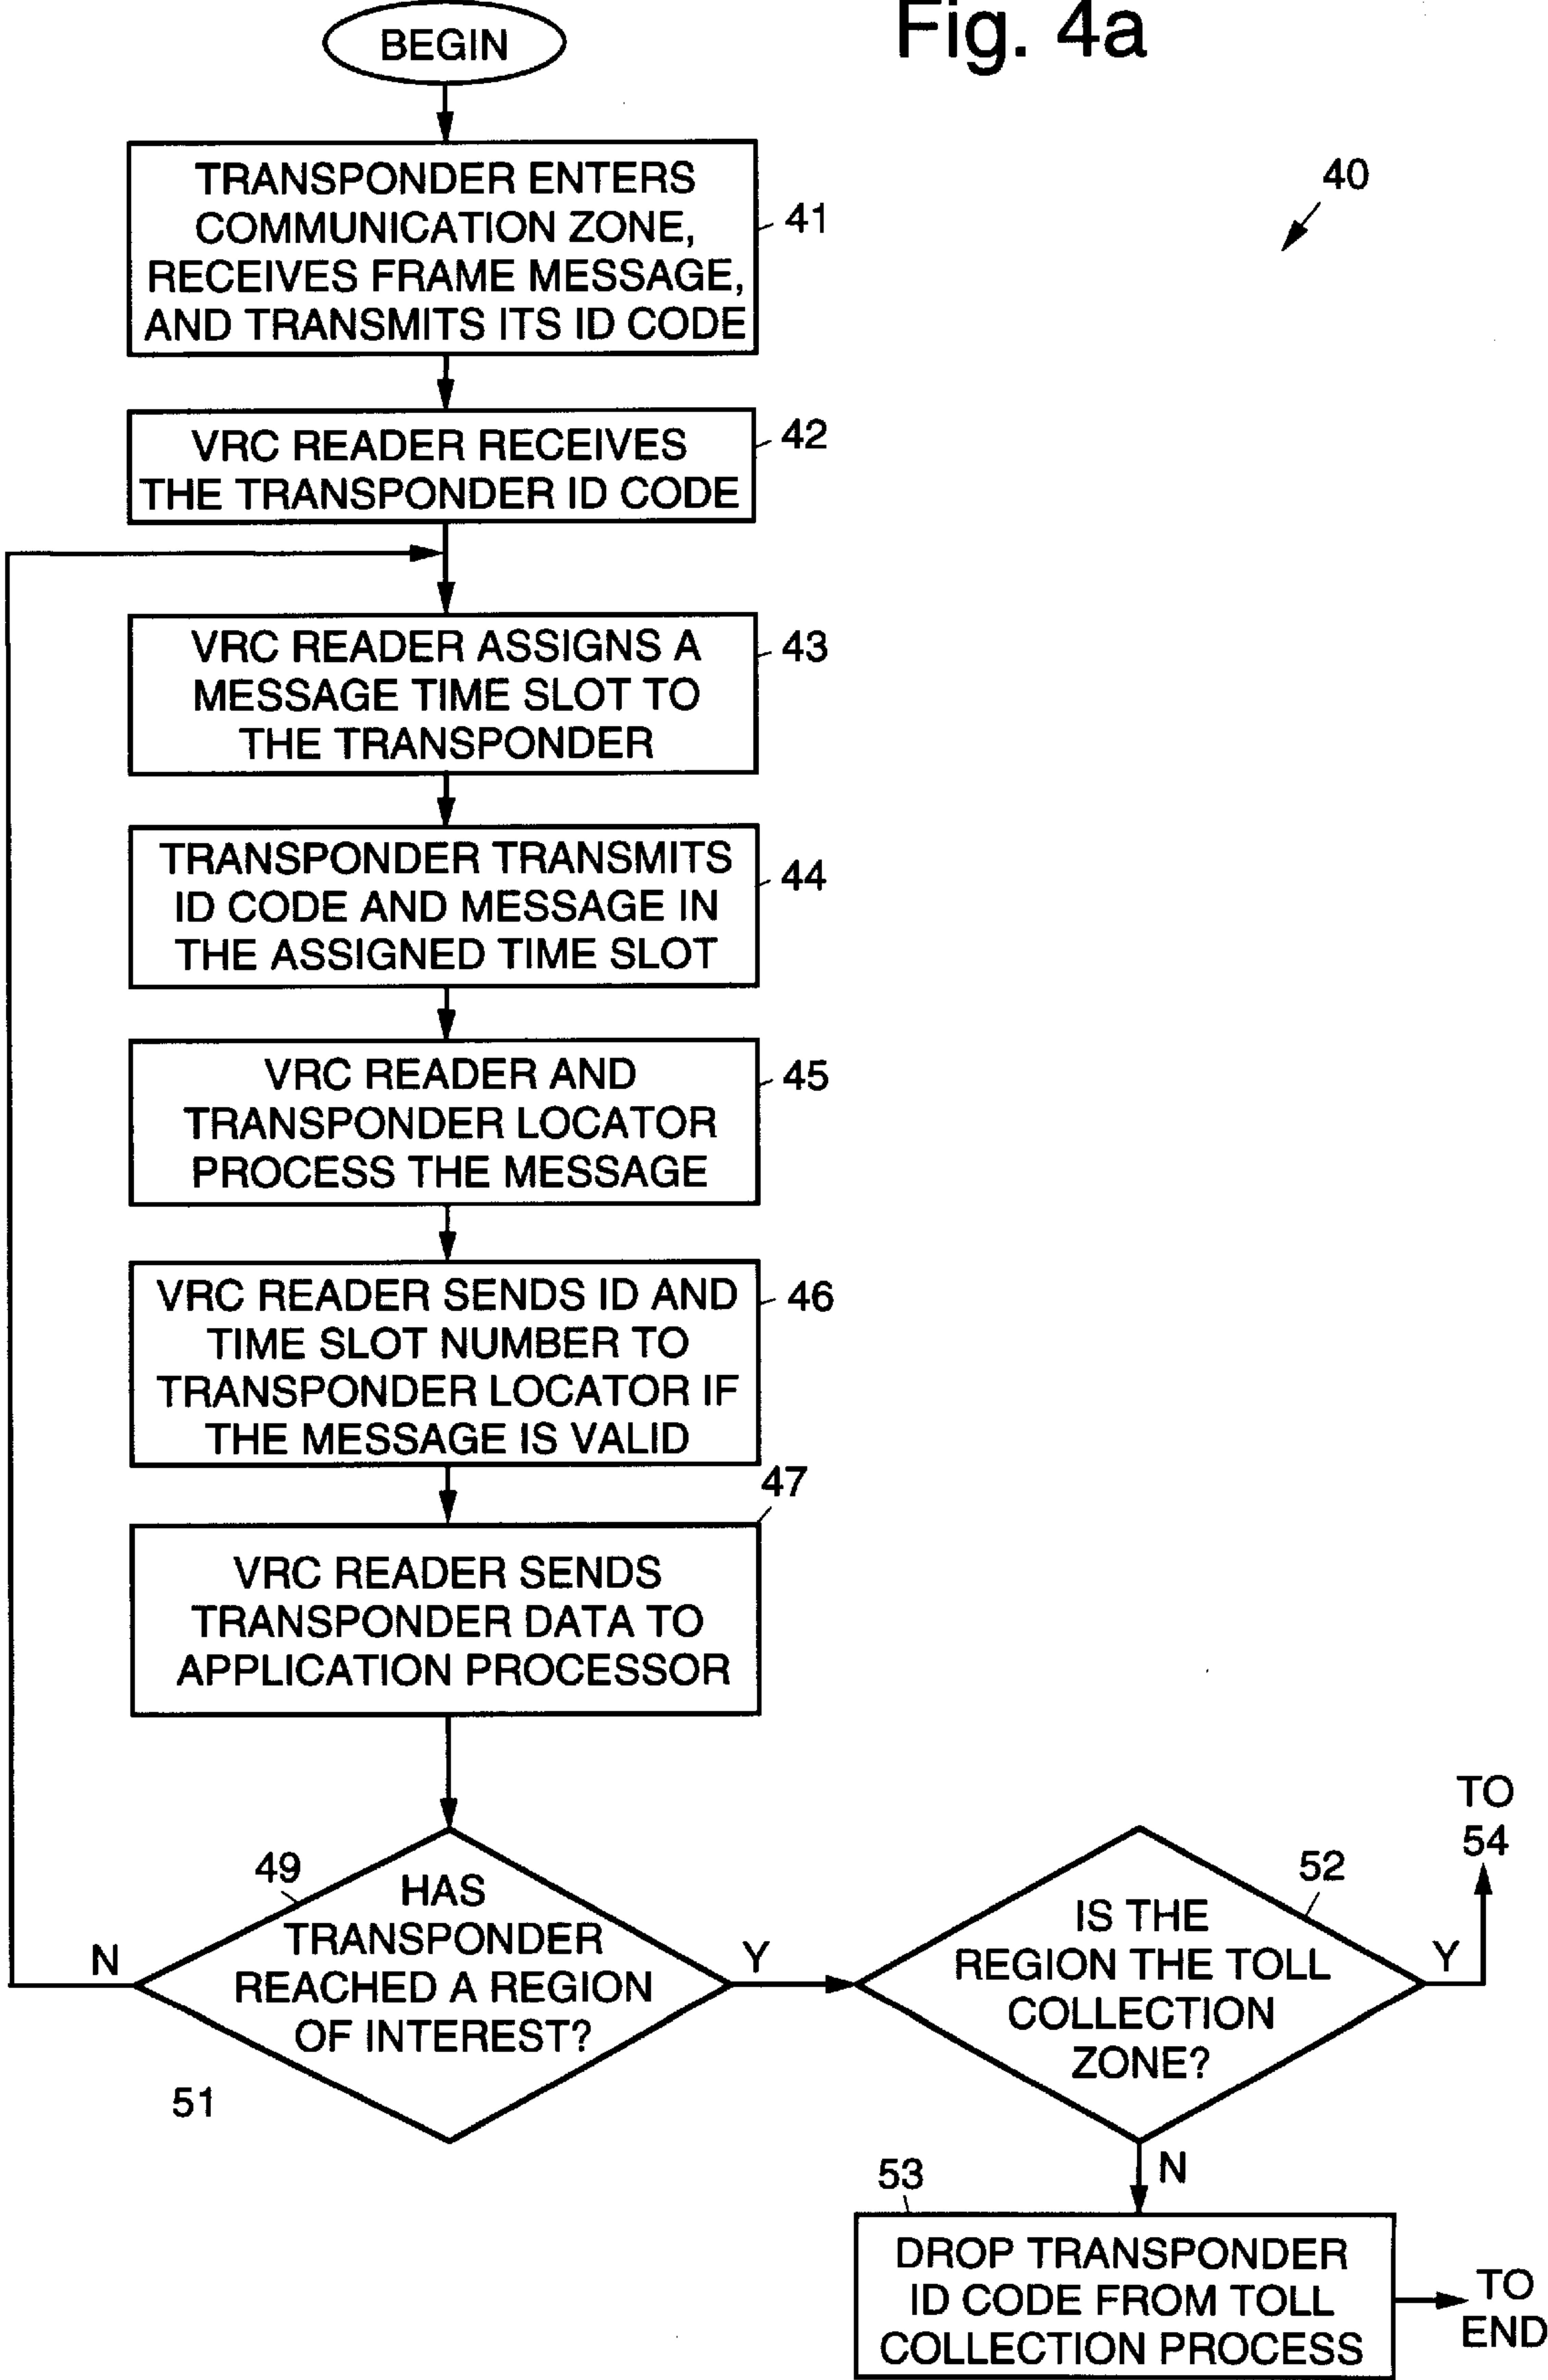 Fig. 4a
BEGIN
40
TRANSPONDER ENTERS
COMMUNICATION ZONE,
RECEIVES FRAME MESSAGE,
AND TRANSMITS ITS ID CODE
41
VRC READER RECEIVES
THE TRANSPONDER ID CODE
42
VRC READER ASSIGNS A
MESSAGE TIME SLOT TO
THE TRANSPONDER
43
TRANSPONDER TRANSMITS
ID CODE AND MESSAGE IN
THE ASSIGNED TIME SLOT
44
VRC READER AND
TRANSPONDER LOCATOR
PROCESS THE MESSAGE
45
VRC READER SENDS ID AND
TIME SLOT NUMBER TO
TRANSPONDER LOCATOR IF
THE MESSAGE IS VALID
46
47
VRC READER SENDS
TRANSPONDER DATA TO
APPLICATION PROCESSOR
49
HAS
TRANSPONDER
REACHED A REGION
OF INTEREST?
N
Y
51
52
IS THE
REGION THE TOLL
COLLECTION
ZONE?
Y
TO
54
N
53
DROP TRANSPONDER
ID CODE FROM TOLL
COLLECTION PROCESS
TO
END